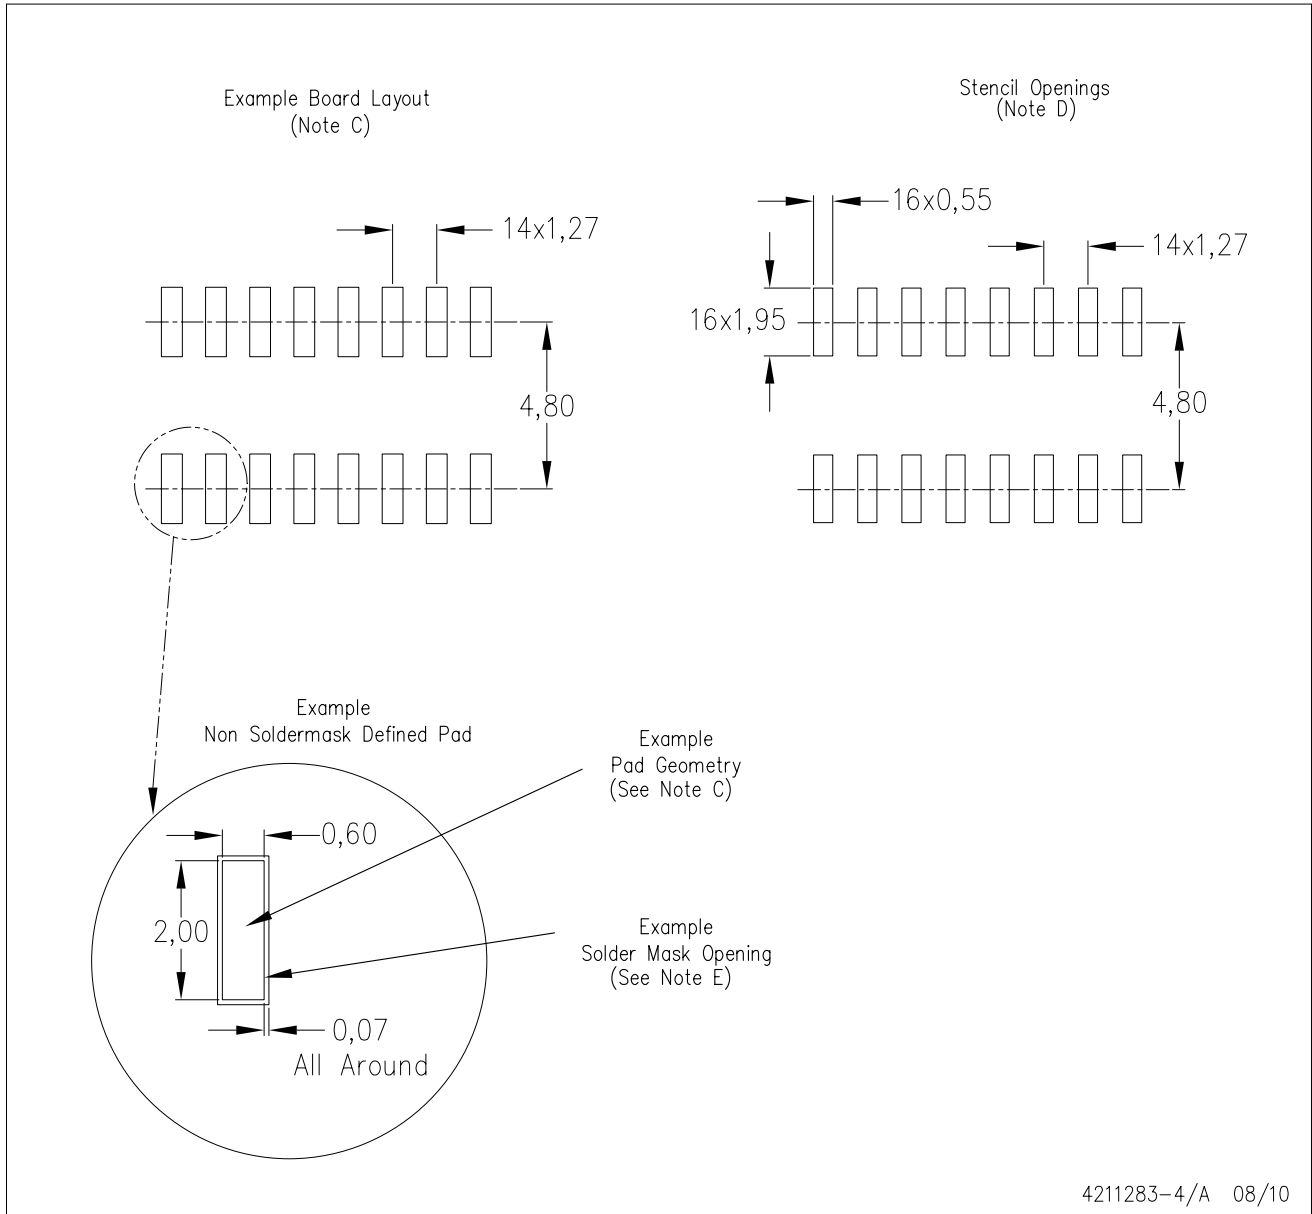 Example Board Layout
(Note C)
Stencil Openings
(Note D)
14x1,27
16x0,55
14x1,27
16x1,95
4,80
4,80
Example
Non Soldermask Defined Pad
Example
Pad Geometry
(See Note C)
0,60
2,00
Example
Solder Mask Opening
(See Note E)
0,07
All Around
4211283-4/A 08/10